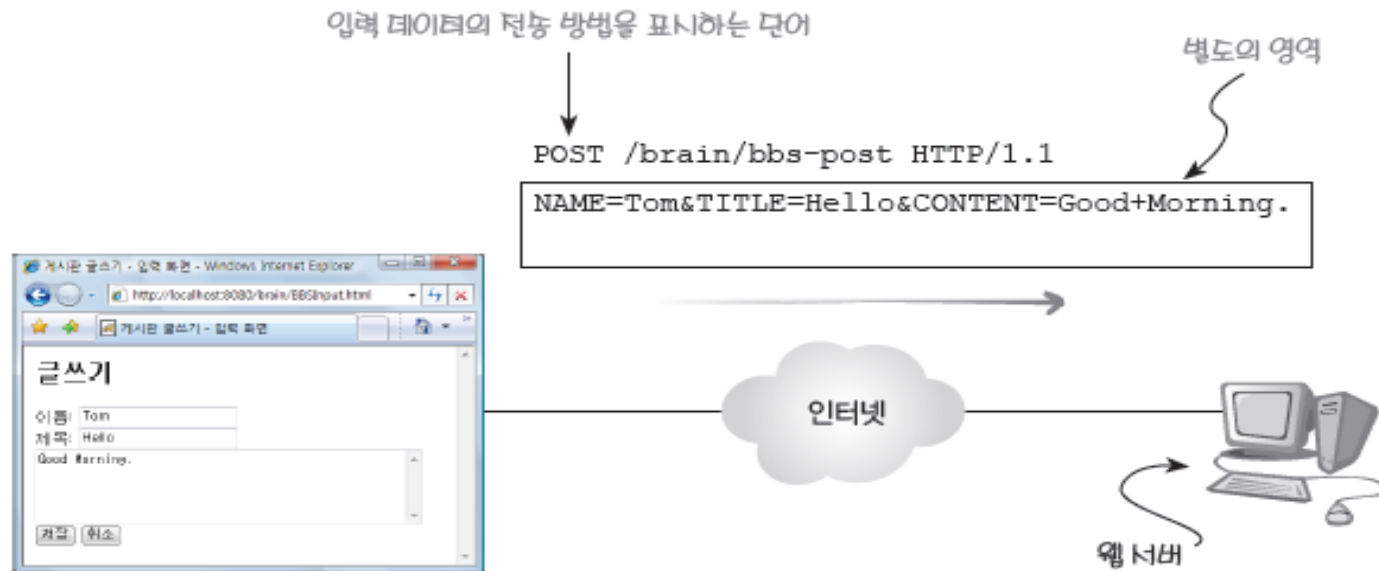 입력 데이터의 전송 방법을 표시하는 단어
별도의 영역
POST /brain/bbs-post HTTP/1.1
NAME=Tom&TITLE=Hello&CONTENT=Good+Morning.
게시판 글쓰기 - 입력 화면 - Windows Internet Explorer
http://localhost:8080/brain/BBSInput.html
게시판 글쓰기 - 입력 화면
글쓰기
이름: Tom
제목: Hello
Good Morning.
저장 취소
인터넷
웹 서버